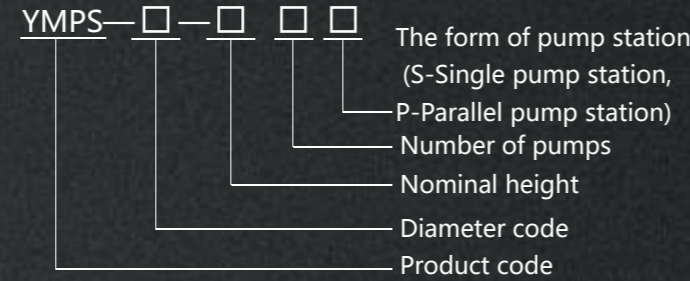 YMPS—□—□ □ □
The form of pump station
(S-Single pump station,
P-Parallel pump station)
Number of pumps
Nominal height
Diameter code
Product code